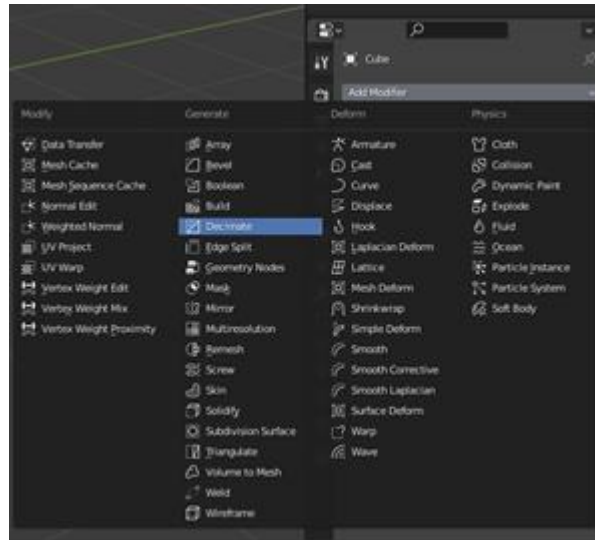 Cube
Add Modifier
Modify
Data Transfer
Mesh Cache
Mesh Sequence Cache
Normal Edit
Weighted Normal
UV Project
UV Warp
Vertex Weight Edit
Vertex Weight Mix
Vertex Weight Proximity
Generate
Array
Bevel
Boolean
Build
Decimate
Edge Split
Geometry Nodes
Mask
Mirror
Multiresolution
Remesh
Screw
Skin
Solidify
Subdivision Surface
Triangulate
Volume to Mesh
Weld
Wireframe
Deform
Armature
Cast
Curve
Displace
Hook
Laplacian Deform
Lattice
Mesh Deform
Shrinkwrap
Simple Deform
Smooth
Smooth Corrective
Smooth Laplacian
Surface Deform
Warp
Wave
Physics
Cloth
Collision
Dynamic Paint
Explode
Fluid
Ocean
Particle Instance
Particle System
Soft Body